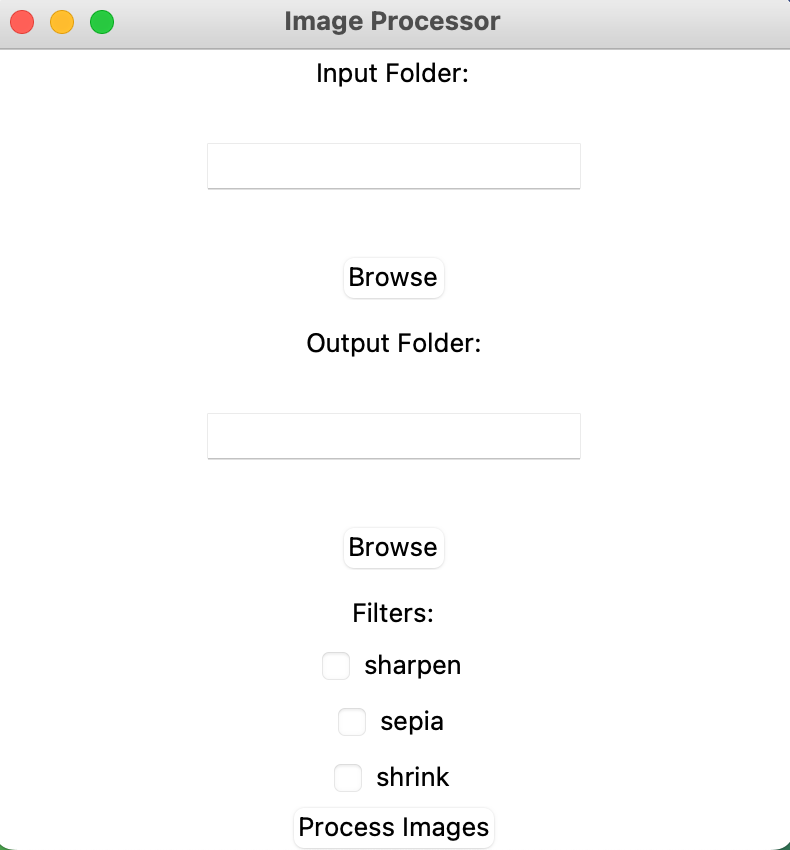 Image Processor
Input Folder:
Browse
Output Folder:
Browse
Filters:
sharpen
sepia
shrink
Process Images